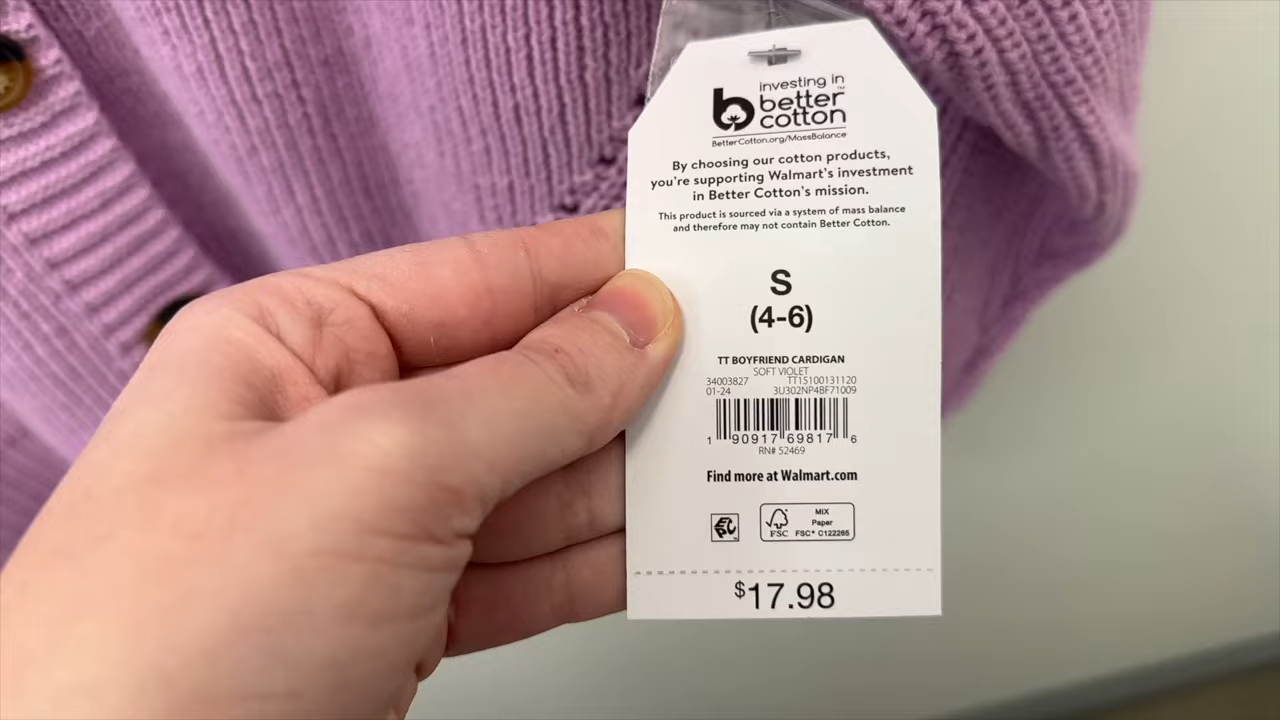 investing in
better™
cotton
BetterCotton.org/MassBalance
By choosing our cotton products,
you're supporting Walmart's investment
in Better Cotton's mission.
This product is sourced via a system of mass balance
and therefore may not contain Better Cotton.
S
(4-6)
TT BOYFRIEND CARDIGAN
SOFT VIOLET
34003827 TT15100131120
01-24 3U302NP4BF71009
1 90917 69817 6
RN# 52469
Find more at Walmart.com
EPC
FSC
MIX
Paper
FSC® C122265
$17.98